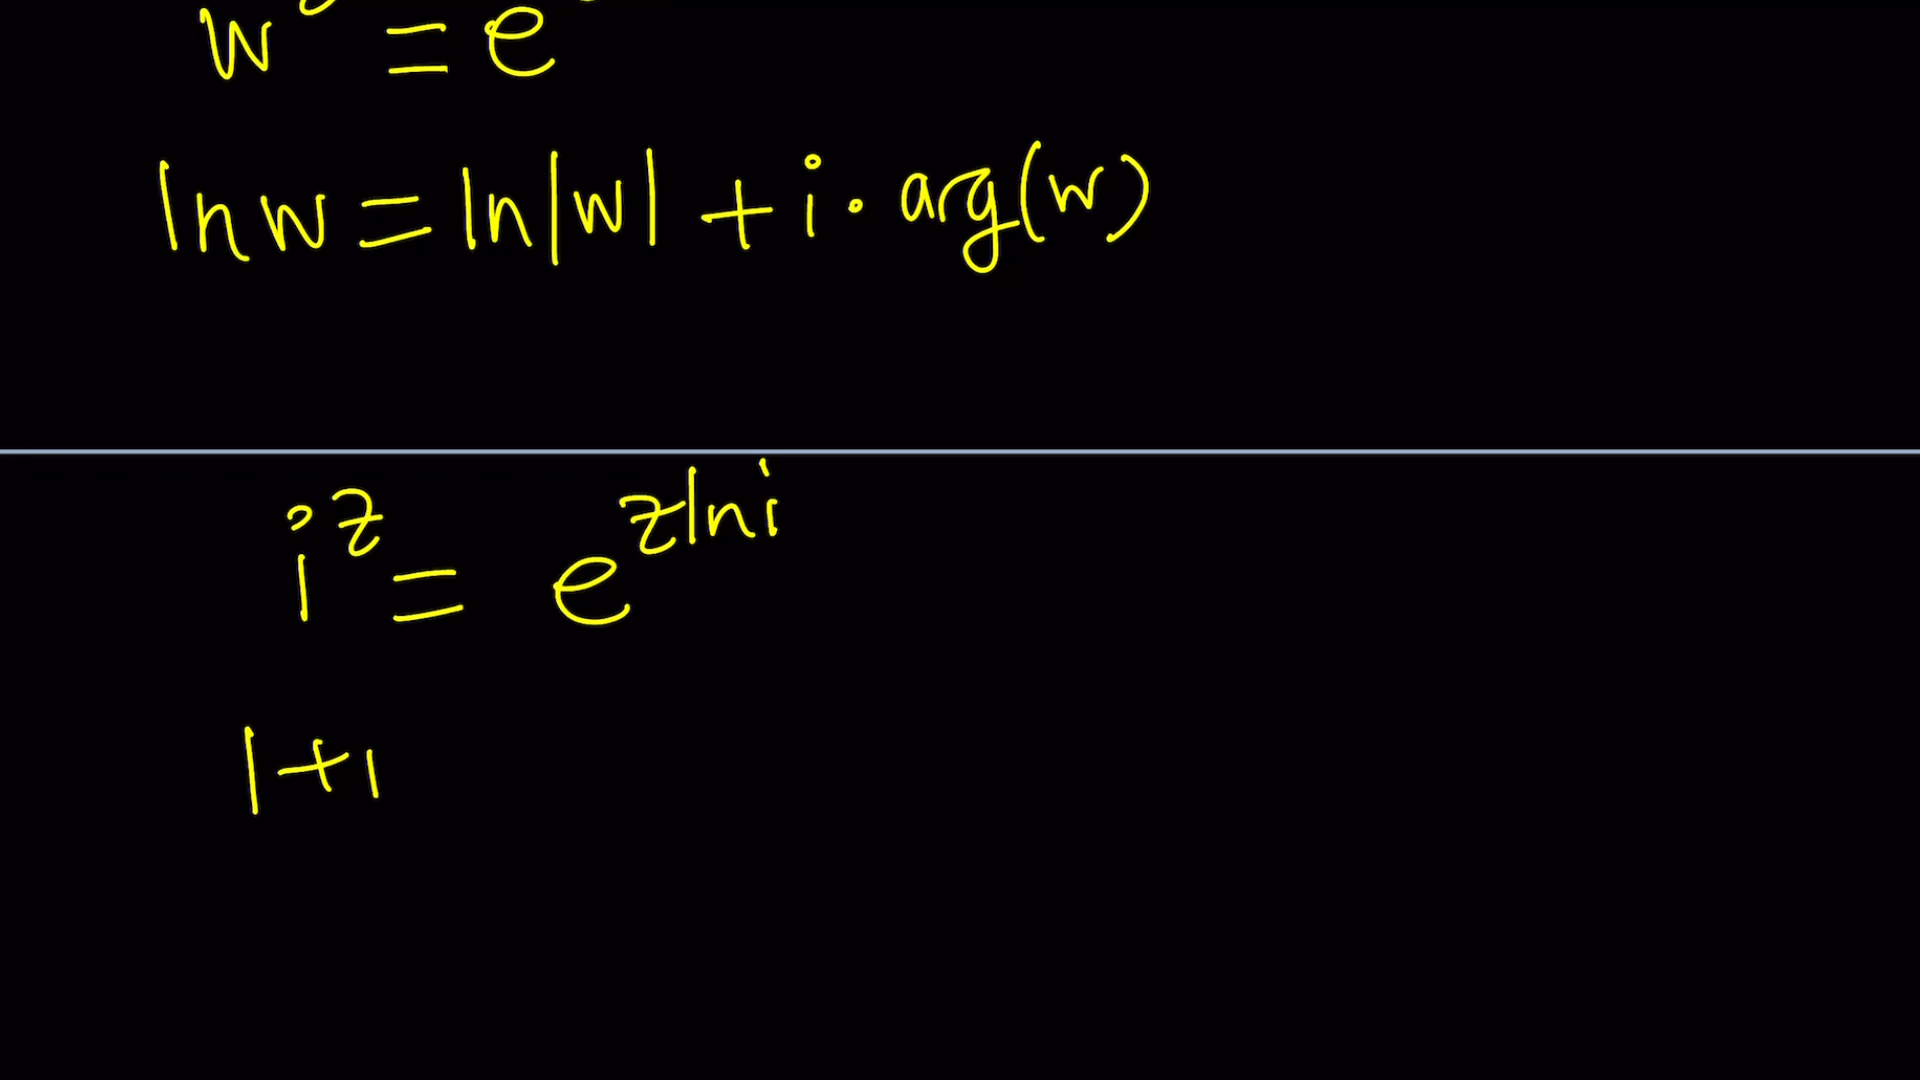 w = e
ln w = ln|w| + i · arg(w)
i^z = e^{z ln i}
1+i